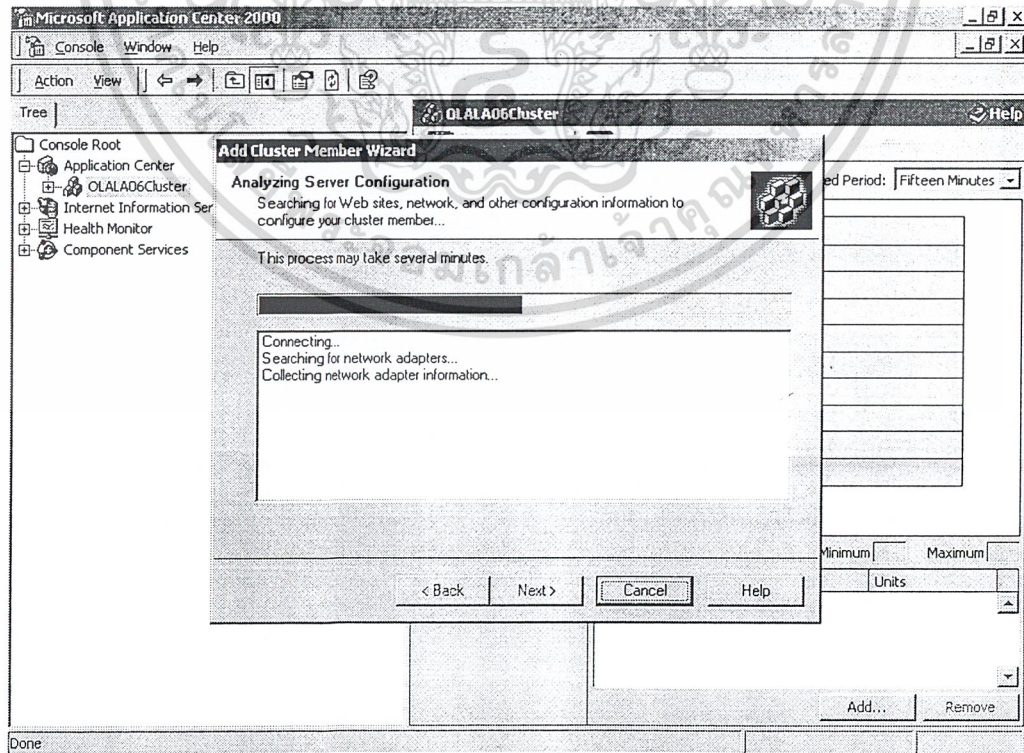 Microsoft Application Center 2000
Console Window Help
Action View
Tree
OLALA06Cluster
Help
Console Root
Application Center
OLALA06Cluster
Internet Information Ser
Health Monitor
Component Services
ed Period: Fifteen Minutes
Add Cluster Member Wizard
Analyzing Server Configuration
Searching for Web sites, network, and other configuration information to
configure your cluster member...
This process may take several minutes.
Connecting...
Searching for network adapters...
Collecting network adapter information...
< Back Next > Cancel Help
Minimum Maximum
Units
Add... Remove
Done